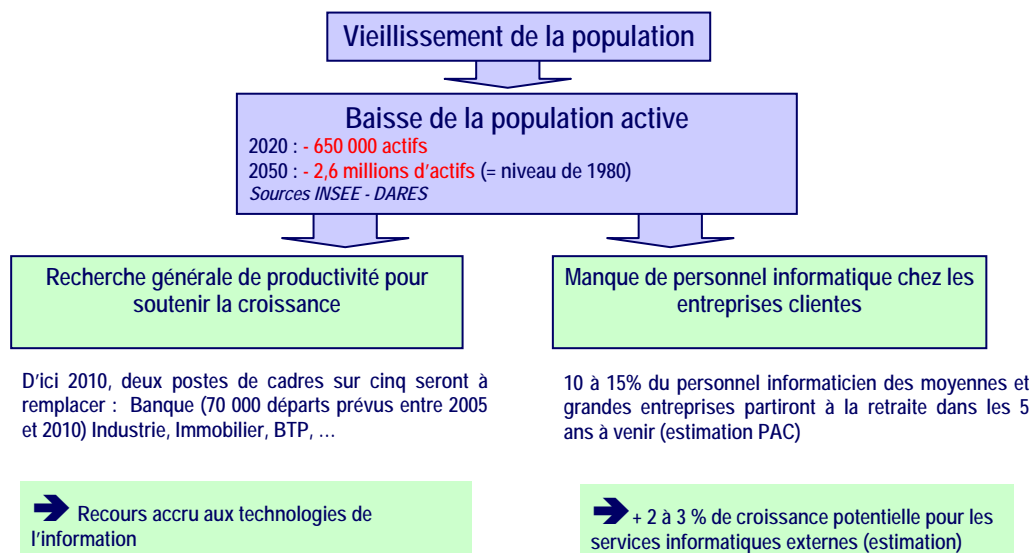 Vieillissement de la population
Baisse de la population active
2020 : - 650 000 actifs
2050 : - 2,6 millions d'actifs (= niveau de 1980)
Sources INSEE - DARES
Recherche générale de productivité pour
soutenir la croissance
Manque de personnel informatique chez les
entreprises clientes
D'ici 2010, deux postes de cadres sur cinq seront à
remplacer : Banque (70 000 départs prévus entre 2005
et 2010) Industrie, Immobilier, BTP, …
10 à 15% du personnel informaticien des moyennes et
grandes entreprises partiront à la retraite dans les 5
ans à venir (estimation PAC)
➔ Recours accru aux technologies de
l'information
➔ + 2 à 3 % de croissance potentielle pour les
services informatiques externes (estimation)